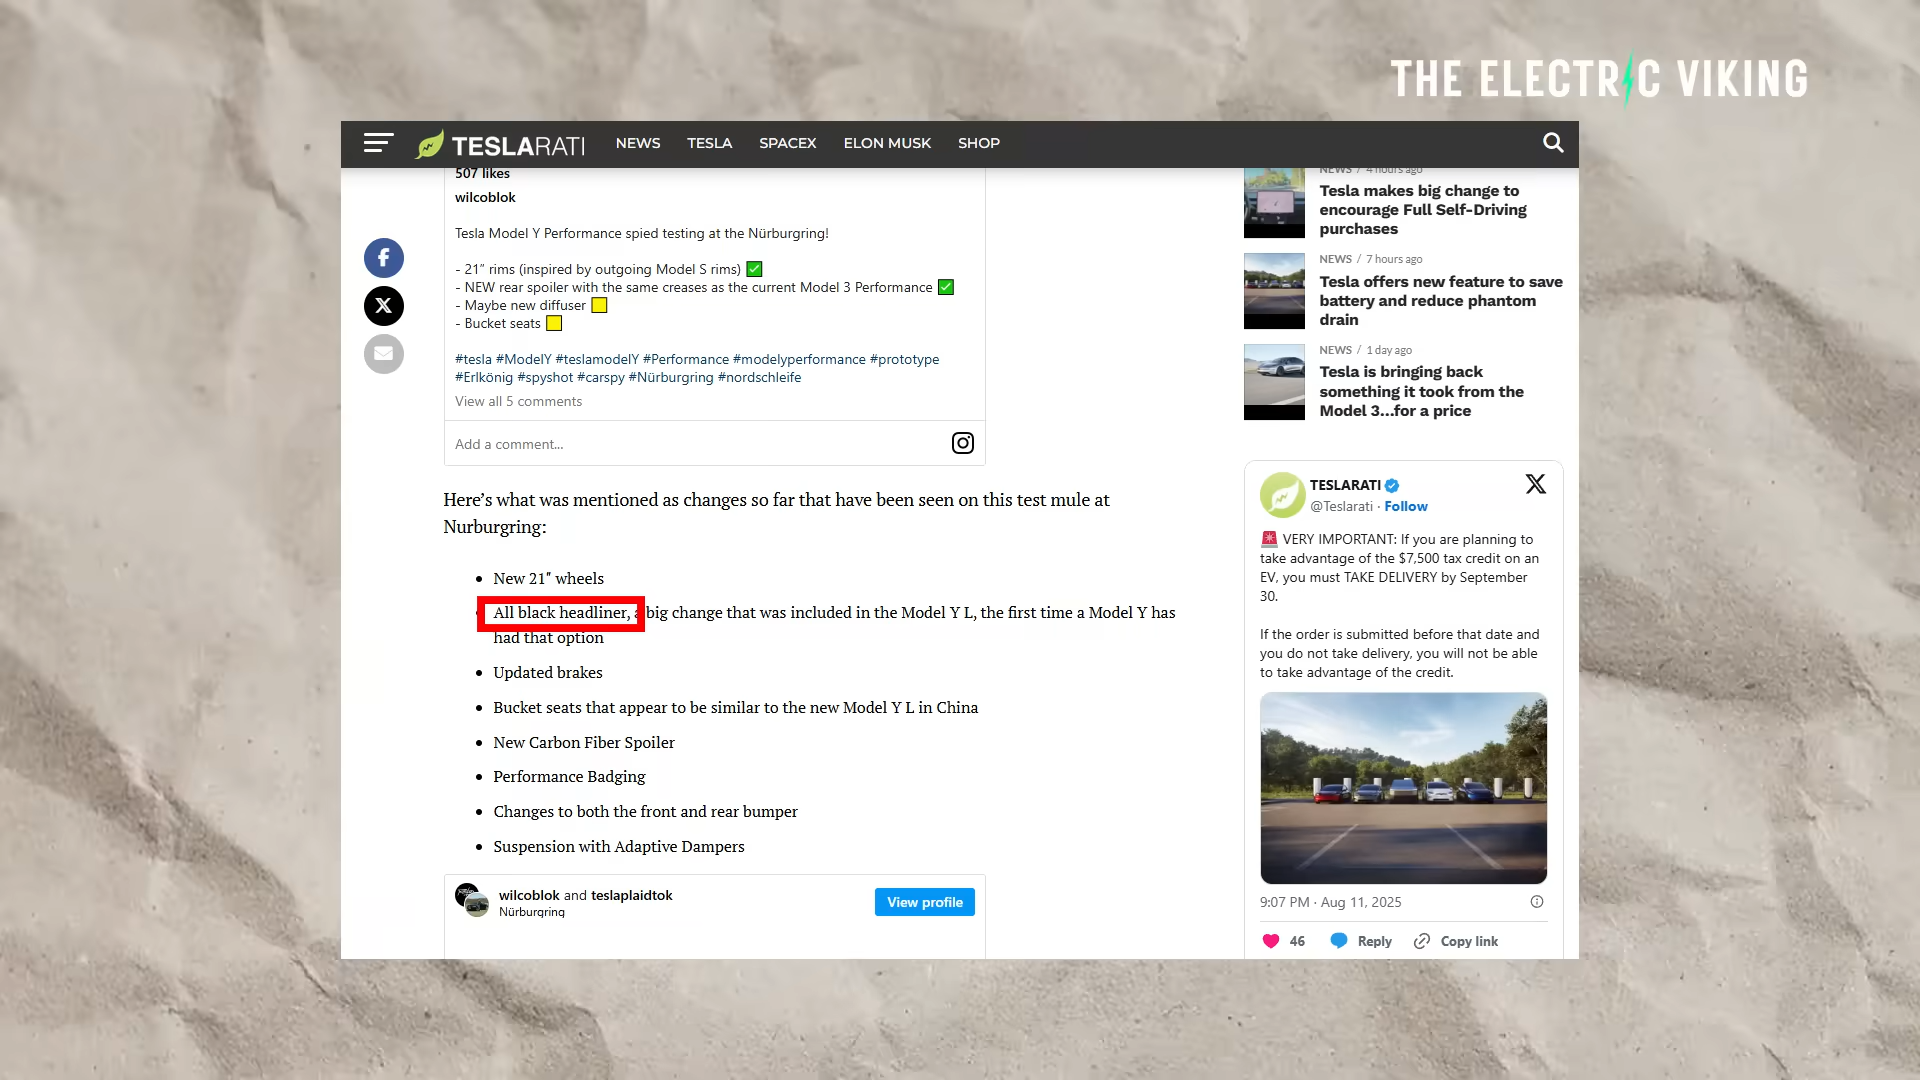 THE ELECTRIC VIKING
TESLARATI
NEWS
TESLA
SPACEX
ELON MUSK
SHOP
507 likes
wilcoblok
Tesla Model Y Performance spied testing at the Nürburgring!
- 21” rims (inspired by outgoing Model S rims) ✅
- NEW rear spoiler with the same creases as the current Model 3 Performance ✅
- Maybe new diffuser 🟨
- Bucket seats 🟨
#tesla #ModelY #teslamodelY #Performance #modelyperformance #prototype
#Erlkönig #spyshot #carspy #Nürburgring #nordschleife
View all 5 comments
Add a comment...
Here’s what was mentioned as changes so far that have been seen on this test mule at
Nurburgring:
• New 21″ wheels
All black headliner, a big change that was included in the Model Y L, the first time a Model Y has
had that option
• Updated brakes
• Bucket seats that appear to be similar to the new Model Y L in China
• New Carbon Fiber Spoiler
• Performance Badging
• Changes to both the front and rear bumper
• Suspension with Adaptive Dampers
wilcoblok and teslaplaidtok
Nürburgring
View profile
NEWS / 4 hours ago
Tesla makes big change to
encourage Full Self-Driving
purchases
NEWS / 7 hours ago
Tesla offers new feature to save
battery and reduce phantom
drain
NEWS / 1 day ago
Tesla is bringing back
something it took from the
Model 3…for a price
TESLARATI
@Teslarati · Follow
🚨 VERY IMPORTANT: If you are planning to
take advantage of the $7,500 tax credit on an
EV, you must TAKE DELIVERY by September
30.
If the order is submitted before that date and
you do not take delivery, you will not be able
to take advantage of the credit.
9:07 PM · Aug 11, 2025
46
Reply
Copy link